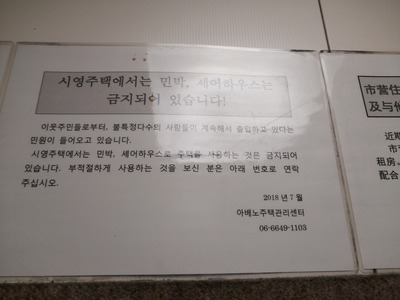 시영주택에서는 민박, 셰어하우스는
금지되어 있습니다!
이웃주민들로부터, 불특정다수의 사람들이 계속해서 출입하고 있다는
민원이 들어오고 있습니다.
시영주택에서는 민박, 셰어하우스로 주택을 사용하는 것은 금지되어
있습니다. 부적절하게 사용하는 것을 보신 분은 아래 번호로 연락
주십시오.
2018 년 7 월
아베노주택관리센터
06-6649-1103
市营住
及与他
近期
市营
租房、
配合